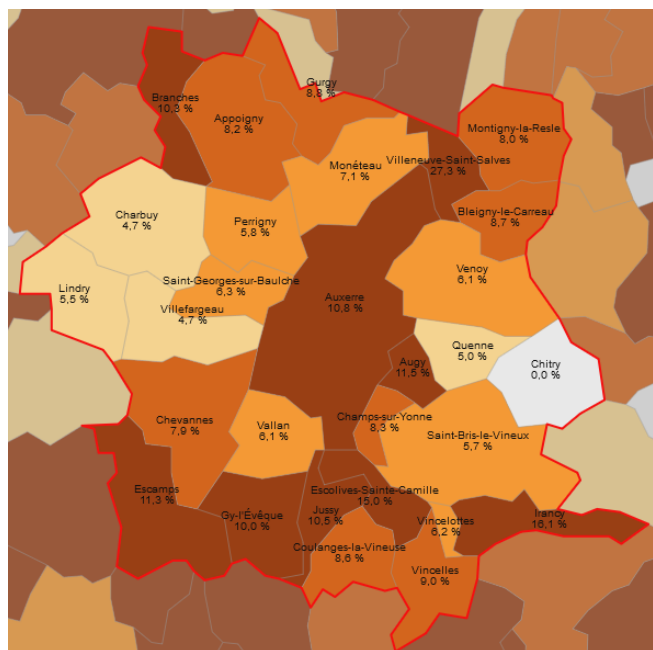 Gurgy
8,8 %
Branches
10,3 %
Appoigny
8,2 %
Montigny-la-Resle
8,0 %
Monéteau
7,1 %
Villeneuve-Saint-Salves
27,3 %
Charbuy
4,7 %
Perrigny
5,8 %
Bleigny-le-Carreau
8,7 %
Venoy
6,1 %
Lindry
5,5 %
Saint-Georges-sur-Baulche
6,3 %
Auxerre
10,8 %
Villefargeau
4,7 %
Quenne
5,0 %
Augy
11,5 %
Chitry
0,0 %
Chevannes
7,9 %
Vallan
6,1 %
Champs-sur-Yonne
8,3 %
Saint-Bris-le-Vineux
5,7 %
Escamps
11,3 %
Escolives-Sainte-Camille
15,0 %
Gy-l'Évêque
10,0 %
Jussy
10,5 %
Vincelottes
6,2 %
Irancy
16,1 %
Coulanges-la-Vineuse
8,6 %
Vincelles
9,0 %